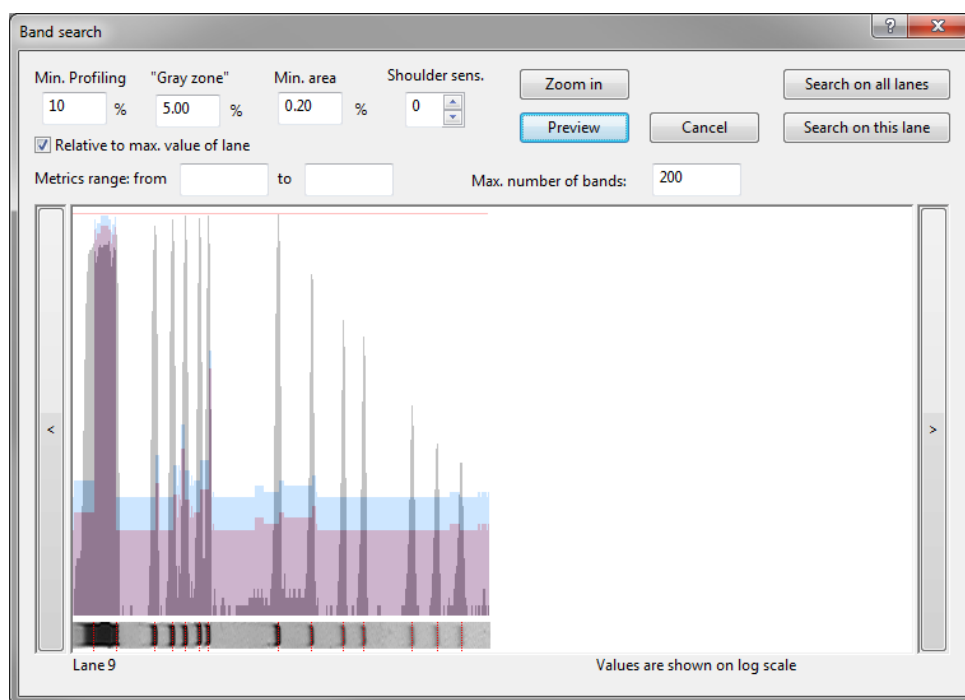 Band search
Min. Profiling "Gray zone" Min. area Shoulder sens.
Zoom in Search on all lanes
10 % 5.00 % 0.20 % 0
Preview Cancel Search on this lane
Relative to max. value of lane
Metrics range: from to Max. number of bands: 200
< >
Lane 9 Values are shown on log scale